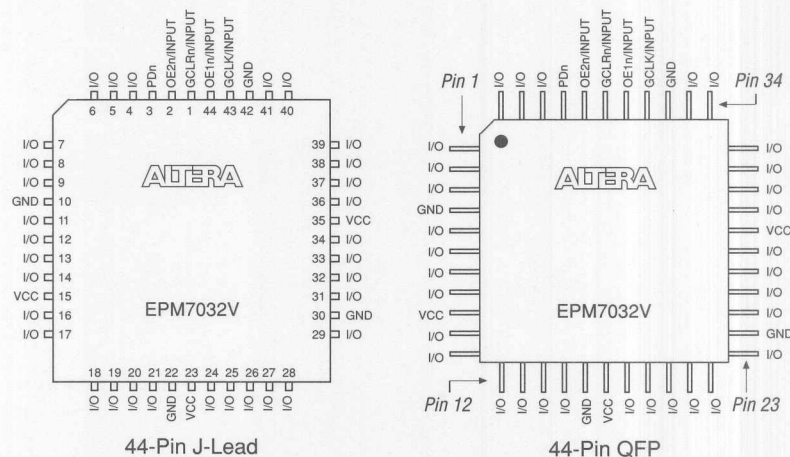 I/O I/O I/O PDn OE2n/INPUT GCLRn/INPUT OE1n/INPUT GCLK/INPUT GND I/O I/O
6 5 4 3 2 1 44 43 42 41 40
I/O 7
I/O 8
I/O 9
GND 10
I/O 11
I/O 12
I/O 13
I/O 14
VCC 15
I/O 16
I/O 17
ALTERA
EPM7032V
39 I/O
38 I/O
37 I/O
36 I/O
35 VCC
34 I/O
33 I/O
32 I/O
31 I/O
30 GND
29 I/O
18 19 20 21 22 23 24 25 26 27 28
I/O I/O I/O I/O GND VCC I/O I/O I/O I/O I/O
44-Pin J-Lead
Pin 1
I/O I/O I/O PDn OE2n/INPUT GCLRn/INPUT OE1n/INPUT GCLK/INPUT GND I/O I/O
Pin 34
I/O
I/O
I/O
GND
I/O
I/O
I/O
I/O
VCC
I/O
I/O
ALTERA
EPM7032V
I/O
I/O
I/O
I/O
VCC
I/O
I/O
I/O
I/O
GND
I/O
Pin 12
I/O I/O I/O I/O GND VCC I/O I/O I/O I/O I/O
Pin 23
44-Pin QFP